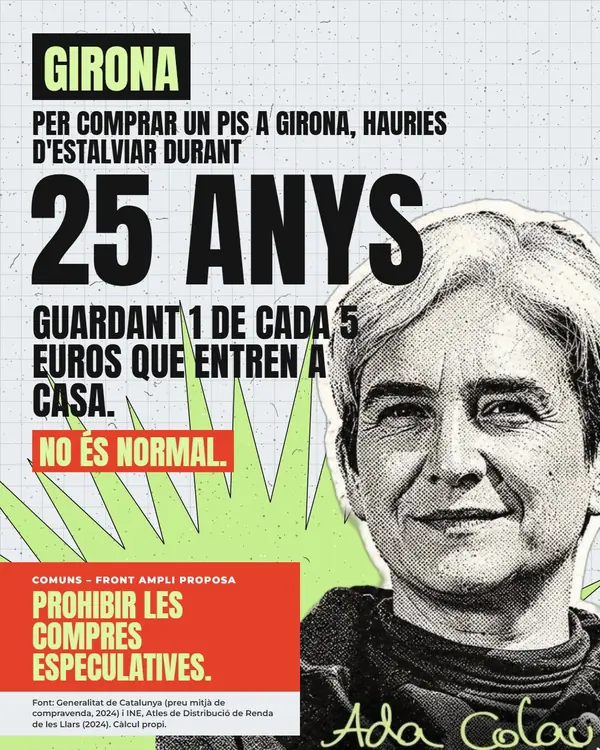 GIRONA
PER COMPRAR UN PIS A GIRONA, HAURIES
D'ESTALVIAR DURANT
25 ANYS
GUARDANT 1 DE CADA 5
EUROS QUE ENTREN A
CASA.
NO ÉS NORMAL.
COMUNS – FRONT AMPLI PROPOSA
PROHIBIR LES
COMPRES
ESPECULATIVES.
Font: Generalitat de Catalunya (preu mitjà de
compravenda, 2024) i INE, Atles de Distribució de Renda
de les Llars (2024). Càlcul propi.
Ada Colau